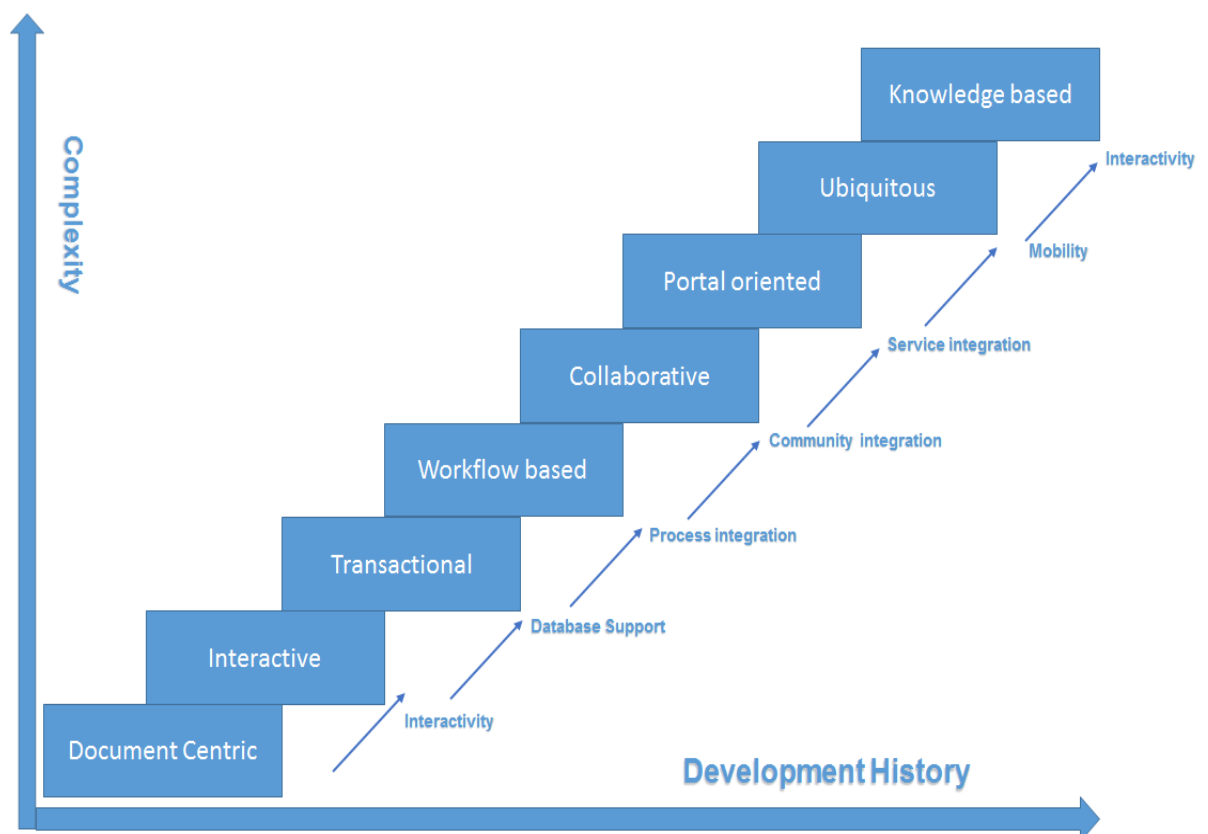 Knowledge based
Interactivity
Complexity
Ubiquitous
Mobility
Portal oriented
Service integration
Collaborative
Community integration
Workflow based
Process integration
Transactional
Database Support
Interactive
Interactivity
Document Centric
Development History